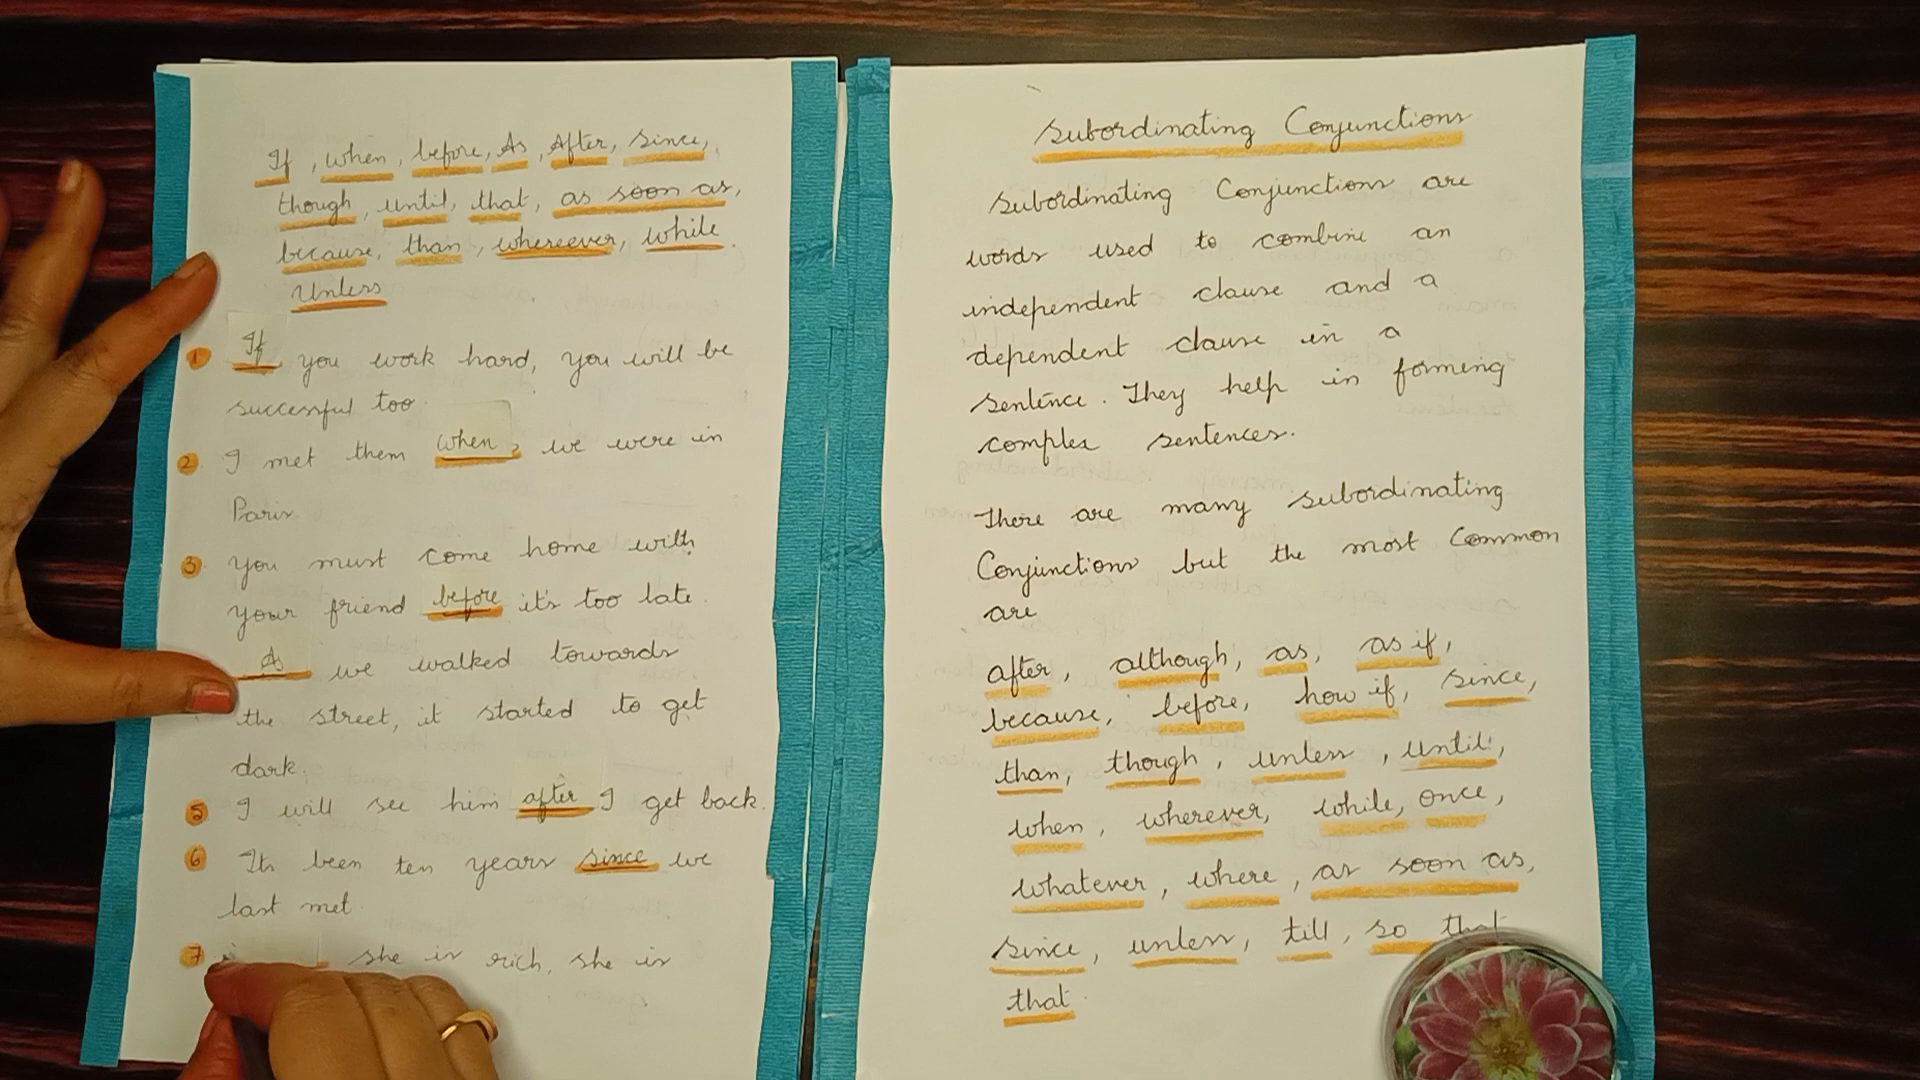 If, when, before, As, After, since,
though, until, that, as soon as,
because, than, whereever, while.
Unless
1 If you work hard, you will be
successful too.
2. I met them when, we were in
Paris.
3. You must come home with
your friend before it's too late.
As we walked towards
the street, it started to get
dark.
5 I will see him after I get back.
6 Its been ten years since we
last met.
7 she is rich, she is
Subordinating Conjunctions
Subordinating Conjunctions are
words used to combine an
independent clause and a
dependent clause in a
sentence. They help in forming
complex sentences.
There are many subordinating
Conjunctions but the most Common
are
after, although, as, as if,
because, before, how if, since,
than, though, unless, until,
when, wherever, while, once,
whatever, where, as soon as,
since, unless, till, so that
that.